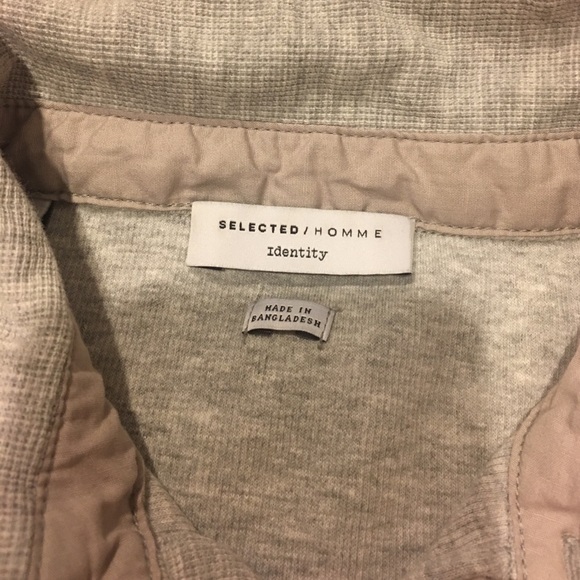 SELECTED / HOMME
Identity
MADE IN
BANGLADESH